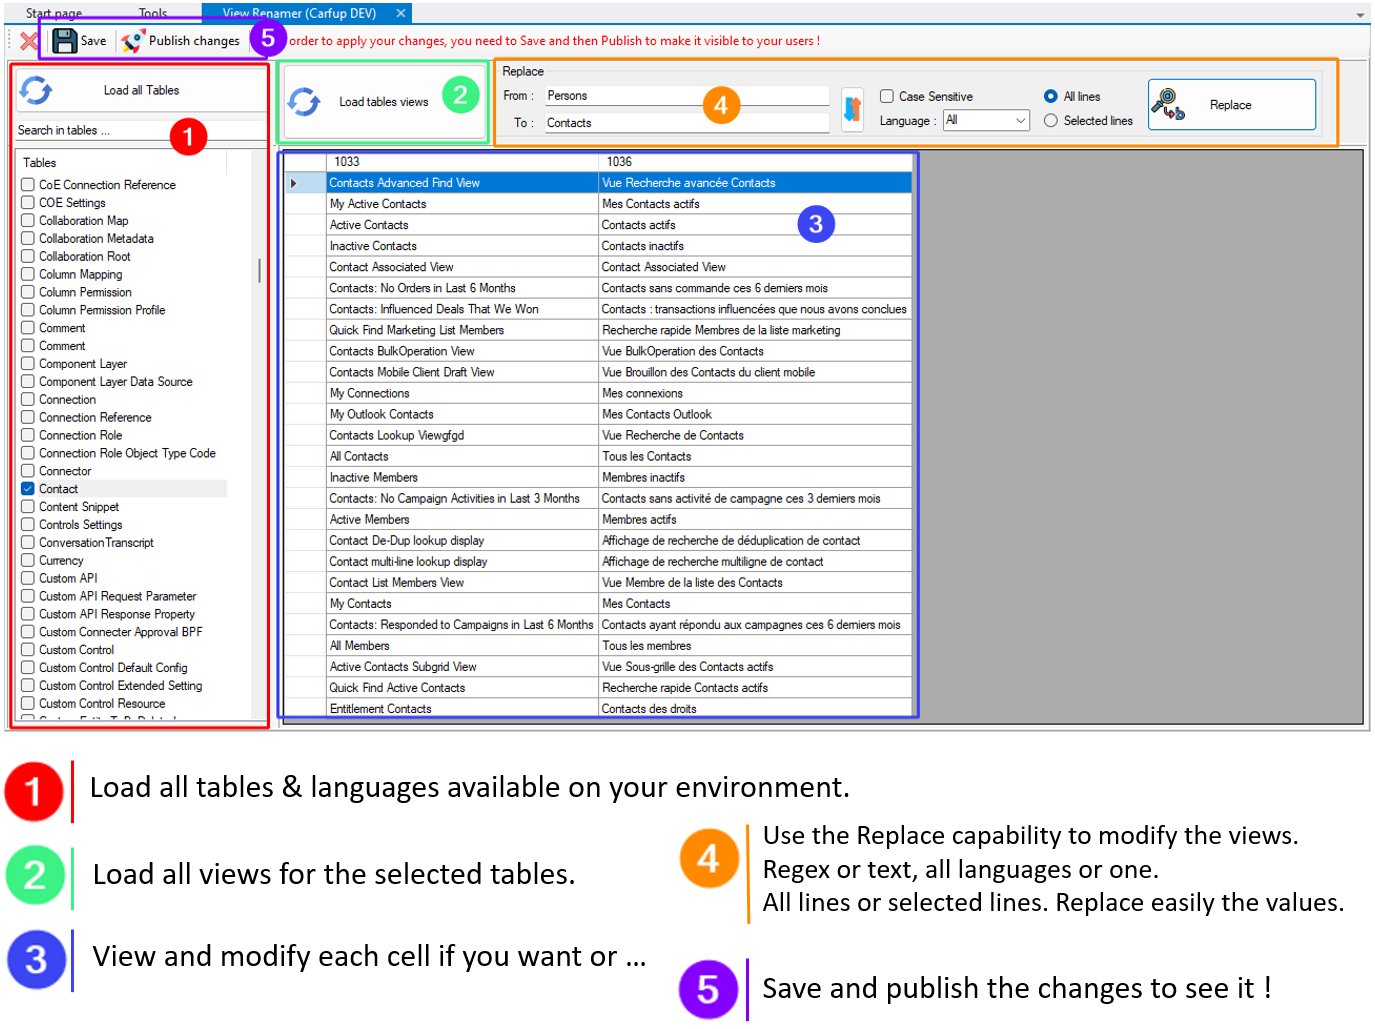 Start page
Tools
View Renamer (Carfup DEV)
Save
Publish changes
5
order to apply your changes, you need to Save and then Publish to make it visible to your users !
Load all Tables
Search in tables ...
1
Tables
CoE Connection Reference
COE Settings
Collaboration Map
Collaboration Metadata
Collaboration Root
Column Mapping
Column Permission
Column Permission Profile
Comment
Comment
Component Layer
Component Layer Data Source
Connection
Connection Reference
Connection Role
Connection Role Object Type Code
Connector
Contact
Content Snippet
Controls Settings
ConversationTranscript
Currency
Custom API
Custom API Request Parameter
Custom API Response Property
Custom Connecter Approval BPF
Custom Control
Custom Control Default Config
Custom Control Extended Setting
Custom Control Resource
Load tables views
2
Replace
From : Persons
To : Contacts
4
Case Sensitive
Language : All
All lines
Selected lines
Replace
1033 1036
Contacts Advanced Find View Vue Recherche avancée Contacts
My Active Contacts Mes Contacts actifs
3
Active Contacts Contacts actifs
Inactive Contacts Contacts inactifs
Contact Associated View Contact Associated View
Contacts: No Orders in Last 6 Months Contacts sans commande ces 6 derniers mois
Contacts: Influenced Deals That We Won Contacts : transactions influencées que nous avons conclues
Quick Find Marketing List Members Recherche rapide Membres de la liste marketing
Contacts BulkOperation View Vue BulkOperation des Contacts
Contacts Mobile Client Draft View Vue Brouillon des Contacts du client mobile
My Connections Mes connexions
My Outlook Contacts Mes Contacts Outlook
Contacts Lookup Viewgfgd Vue Recherche de Contacts
All Contacts Tous les Contacts
Inactive Members Membres inactifs
Contacts: No Campaign Activities in Last 3 Months Contacts sans activité de campagne ces 3 derniers mois
Active Members Membres actifs
Contact De-Dup lookup display Affichage de recherche de déduplication de contact
Contact multi-line lookup display Affichage de recherche multiligne de contact
Contact List Members View Vue Membre de la liste des Contacts
My Contacts Mes Contacts
Contacts: Responded to Campaigns in Last 6 Months Contacts ayant répondu aux campagnes ces 6 derniers mois
All Members Tous les membres
Active Contacts Subgrid View Vue Sous-grille des Contacts actifs
Quick Find Active Contacts Recherche rapide Contacts actifs
Entitlement Contacts Contacts des droits
1 Load all tables & languages available on your environment.
2 Load all views for the selected tables.
3 View and modify each cell if you want or ...
4 Use the Replace capability to modify the views.
Regex or text, all languages or one.
All lines or selected lines. Replace easily the values.
5 Save and publish the changes to see it !